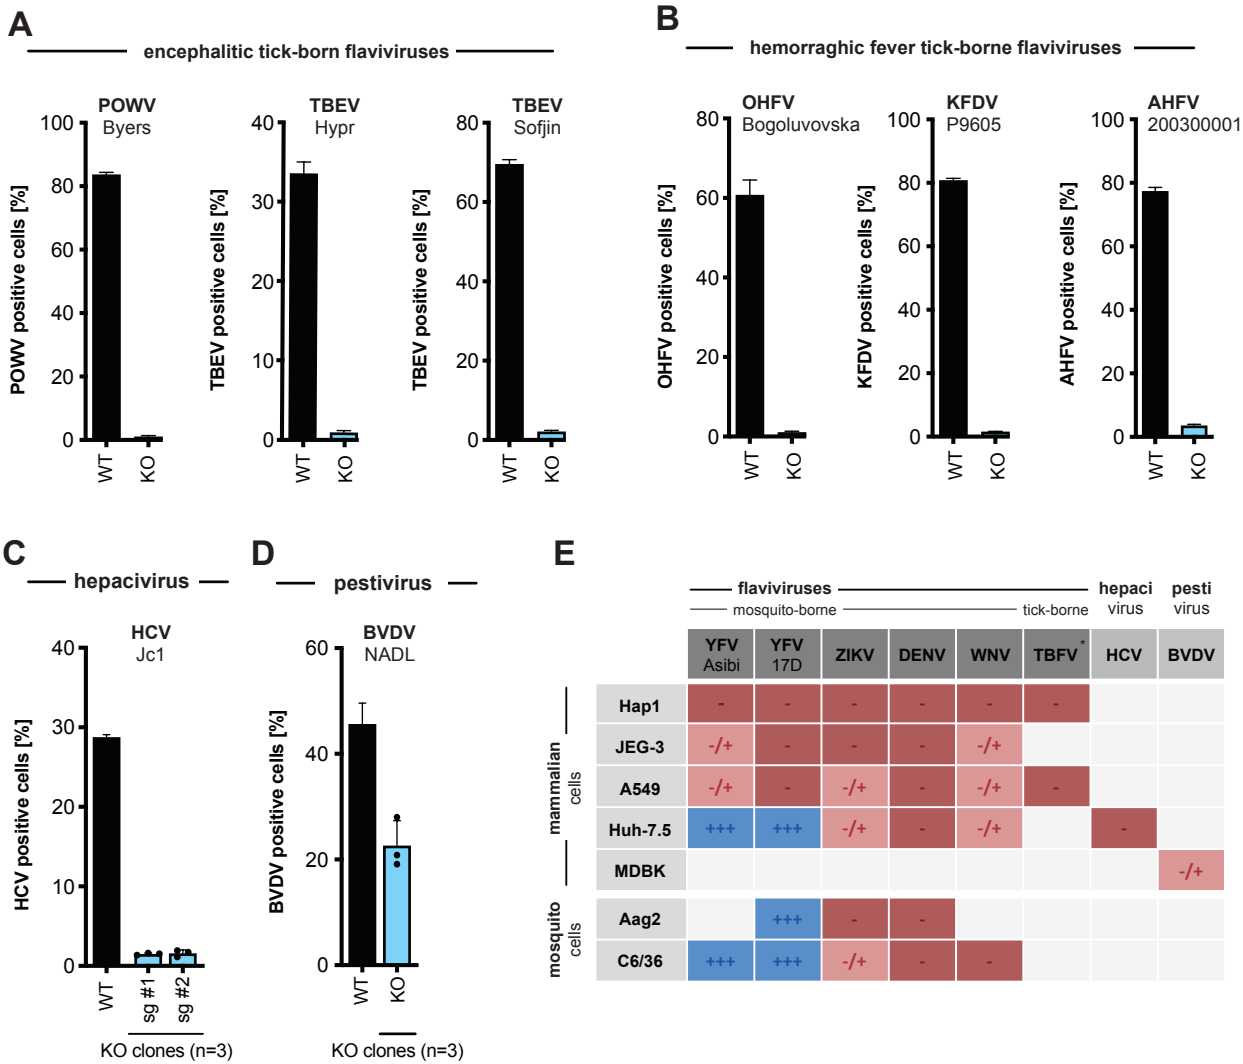 A
encephalitic tick-born flaviviruses
POWV
Byers
POWV positive cells [%]
100
80
60
40
20
0
WT
KO
TBEV
Hypr
TBEV positive cells [%]
40
30
20
10
0
WT
KO
TBEV
Sofjin
TBEV positive cells [%]
80
60
40
20
0
WT
KO
B
hemorraghic fever tick-borne flaviviruses
OHFV
Bogoluvovska
OHFV positive cells [%]
80
60
40
20
0
WT
KO
KFDV
P9605
KFDV positive cells [%]
100
80
60
40
20
0
WT
KO
AHFV
200300001
AHFV positive cells [%]
100
80
60
40
20
0
WT
KO
C
hepacivirus
HCV
Jc1
HCV positive cells [%]
40
30
20
10
0
WT
sg #1
sg #2
KO clones (n=3)
D
pestivirus
BVDV
NADL
BVDV positive cells [%]
60
40
20
0
WT
KO
KO clones (n=3)
E
flaviviruses hepaci pesti
mosquito-borne tick-borne virus virus
YFV YFV ZIKV DENV WNV TBFV* HCV BVDV
Asibi 17D
mammalian
cells
Hap1 - - - - - -
JEG-3 -/+ - - - -/+
A549 -/+ - -/+ - -/+ -
Huh-7.5 +++ +++ -/+ - -/+ -
MDBK -/+
mosquito
cells
Aag2 +++ - -
C6/36 +++ +++ -/+ - -